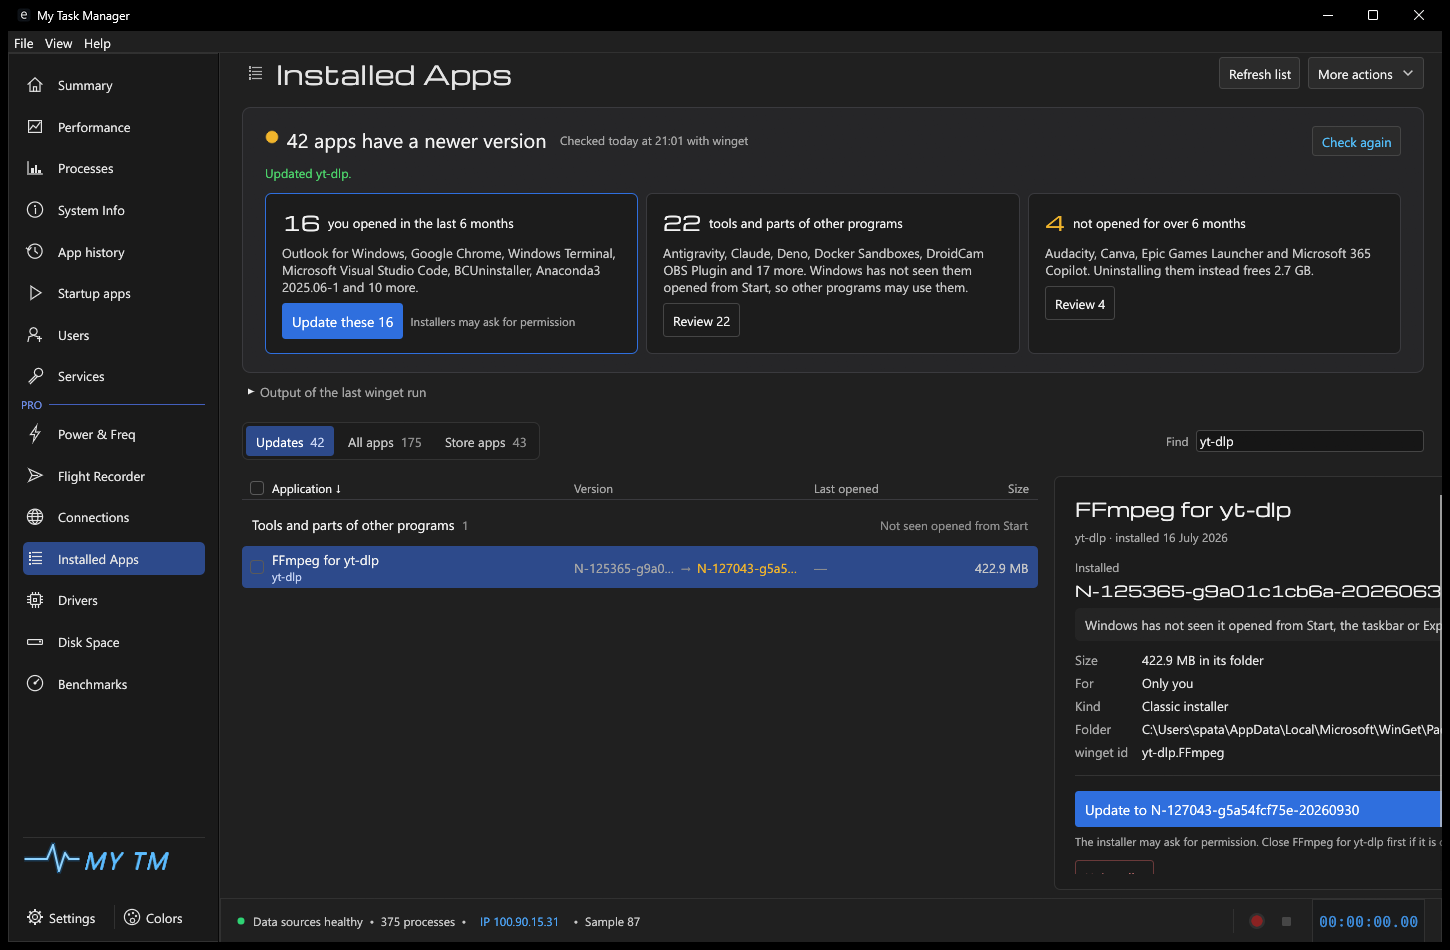 My Task Manager
File View Help
Summary
Performance
Processes
System Info
App history
Startup apps
Users
Services
PRO
Power & Freq
Flight Recorder
Connections
Installed Apps
Drivers
Disk Space
Benchmarks
MY TM
Settings
Colors
Installed Apps
Refresh list
More actions
42 apps have a newer version
Checked today at 21:01 with winget
Check again
Updated yt-dlp.
16 you opened in the last 6 months
Outlook for Windows, Google Chrome, Windows Terminal,
Microsoft Visual Studio Code, BCUninstaller, Anaconda3
2025.06-1 and 10 more.
Update these 16
Installers may ask for permission
22 tools and parts of other programs
Antigravity, Claude, Deno, Docker Sandboxes, DroidCam
OBS Plugin and 17 more. Windows has not seen them
opened from Start, so other programs may use them.
Review 22
4 not opened for over 6 months
Audacity, Canva, Epic Games Launcher and Microsoft 365
Copilot. Uninstalling them instead frees 2.7 GB.
Review 4
Output of the last winget run
Updates 42
All apps 175
Store apps 43
Find yt-dlp
Application ↓ Version Last opened Size
Tools and parts of other programs 1 Not seen opened from Start
FFmpeg for yt-dlp
yt-dlp
N-125365-g9a0... → N-127043-g5a5... — 422.9 MB
FFmpeg for yt-dlp
yt-dlp · installed 16 July 2026
Installed
N-125365-g9a01c1cb6a-2026063
Windows has not seen it opened from Start, the taskbar or Exp
Size 422.9 MB in its folder
For Only you
Kind Classic installer
Folder C:\Users\spata\AppData\Local\Microsoft\WinGet\Pa
winget id yt-dlp.FFmpeg
Update to N-127043-g5a54fcf75e-20260930
The installer may ask for permission. Close FFmpeg for yt-dlp first if it is
Data sources healthy • 375 processes • IP 100.90.15.31 • Sample 87
00:00:00.00